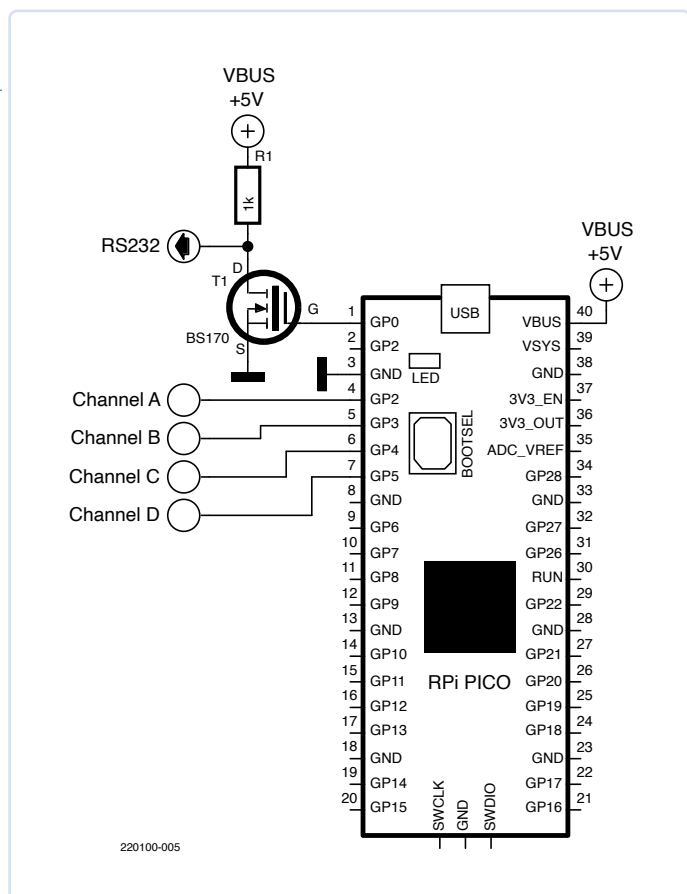 VBUS
+5V
R1
1k
RS232
D
T1
G
BS170
S
VBUS
+5V
Channel A
Channel B
Channel C
Channel D
USB
LED
BOOTSEL
RPi PICO
1 GP0
2 GP2
3 GND
4 GP2
5 GP3
6 GP4
7 GP5
8 GND
9 GP6
10 GP7
11 GP8
12 GP9
13 GND
14 GP10
15 GP11
16 GP12
17 GP13
18 GND
19 GP14
20 GP15
VBUS 40
VSYS 39
GND 38
3V3_EN 37
3V3_OUT 36
ADC_VREF 35
GP28 34
GND 33
GP27 32
GP26 31
RUN 30
GP22 29
GND 28
GP21 27
GP20 26
GP19 25
GP18 24
GND 23
GP17 22
GP16 21
SWCLK
GND
SWDIO
220100-005